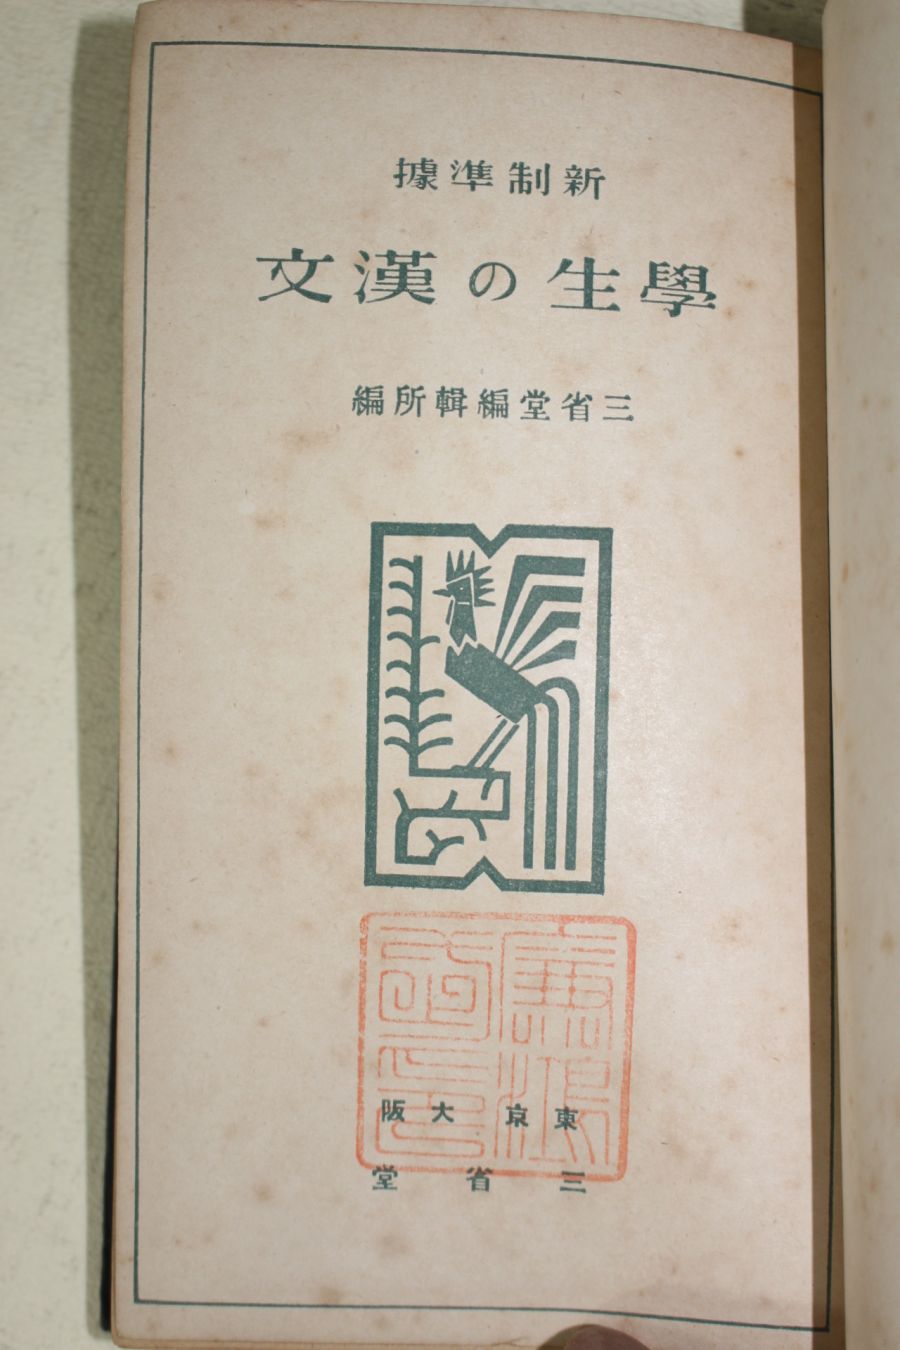 新制準據
學生の漢文
三省堂編輯所編
東京 大阪
三省堂